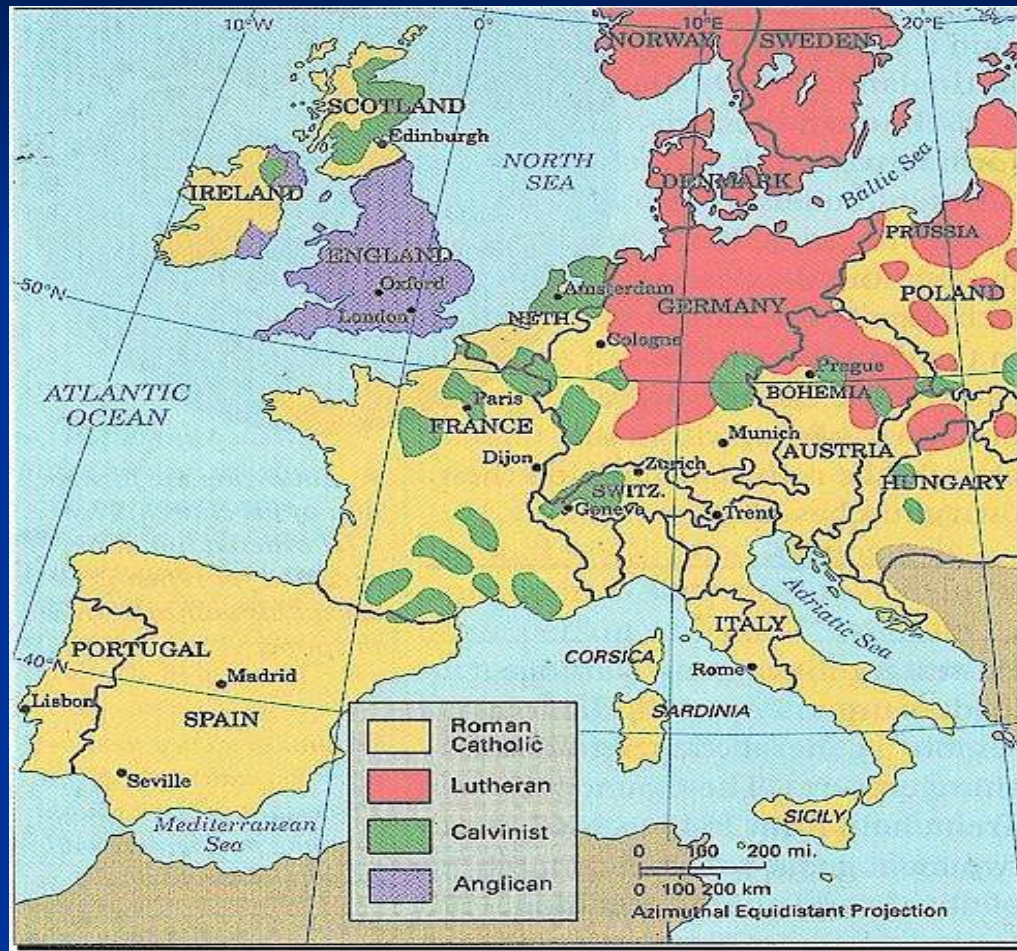 10°W
0°
10°E
20°E
NORWAY
SWEDEN
SCOTLAND
Edinburgh
NORTH
SEA
DENMARK
Baltic Sea
IRELAND
ENGLAND
Oxford
London
50°N
PRUSSIA
Amsterdam
NETH.
GERMANY
POLAND
Cologne
Prague
BOHEMIA
ATLANTIC
OCEAN
Paris
FRANCE
Dijon
Munich
AUSTRIA
Zurich
SWITZ.
Geneva
HUNGARY
Trent
Adriatic Sea
ITALY
Rome
PORTUGAL
40°N
Madrid
Lisbon
SPAIN
Seville
CORSICA
SARDINIA
SICILY
Mediterranean
Sea
Roman
Catholic
Lutheran
Calvinist
Anglican
0 100 200 mi.
0 100 200 km
Azimuthal Equidistant Projection